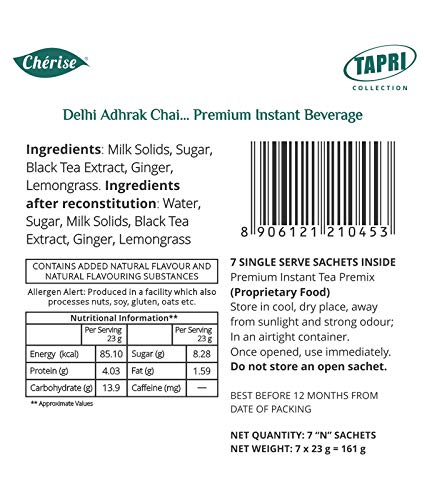 Chérise®
TAPRI
COLLECTION
Delhi Adhrak Chai... Premium Instant Beverage
Ingredients: Milk Solids, Sugar,
Black Tea Extract, Ginger,
Lemongrass. Ingredients
after reconstitution: Water,
Sugar, Milk Solids, Black Tea
Extract, Ginger, Lemongrass
CONTAINS ADDED NATURAL FLAVOUR AND
NATURAL FLAVOURING SUBSTANCES
Allergen Alert: Produced in a facility which also
processes nuts, soy, gluten, oats etc.
Nutritional Information**
Per Serving 23 g Per Serving 23 g
Energy (kcal) 85.10 Sugar (g) 8.28
Protein (g) 4.03 Fat (g) 1.59
Carbohydrate (g) 13.9 Caffeine (mg) —
** Approximate Values
8 906121 210453
7 SINGLE SERVE SACHETS INSIDE
Premium Instant Tea Premix
(Proprietary Food)
Store in cool, dry place, away
from sunlight and strong odour;
In an airtight container.
Once opened, use immediately.
Do not store an open sachet.
BEST BEFORE 12 MONTHS FROM
DATE OF PACKING
NET QUANTITY: 7 "N" SACHETS
NET WEIGHT: 7 x 23 g = 161 g